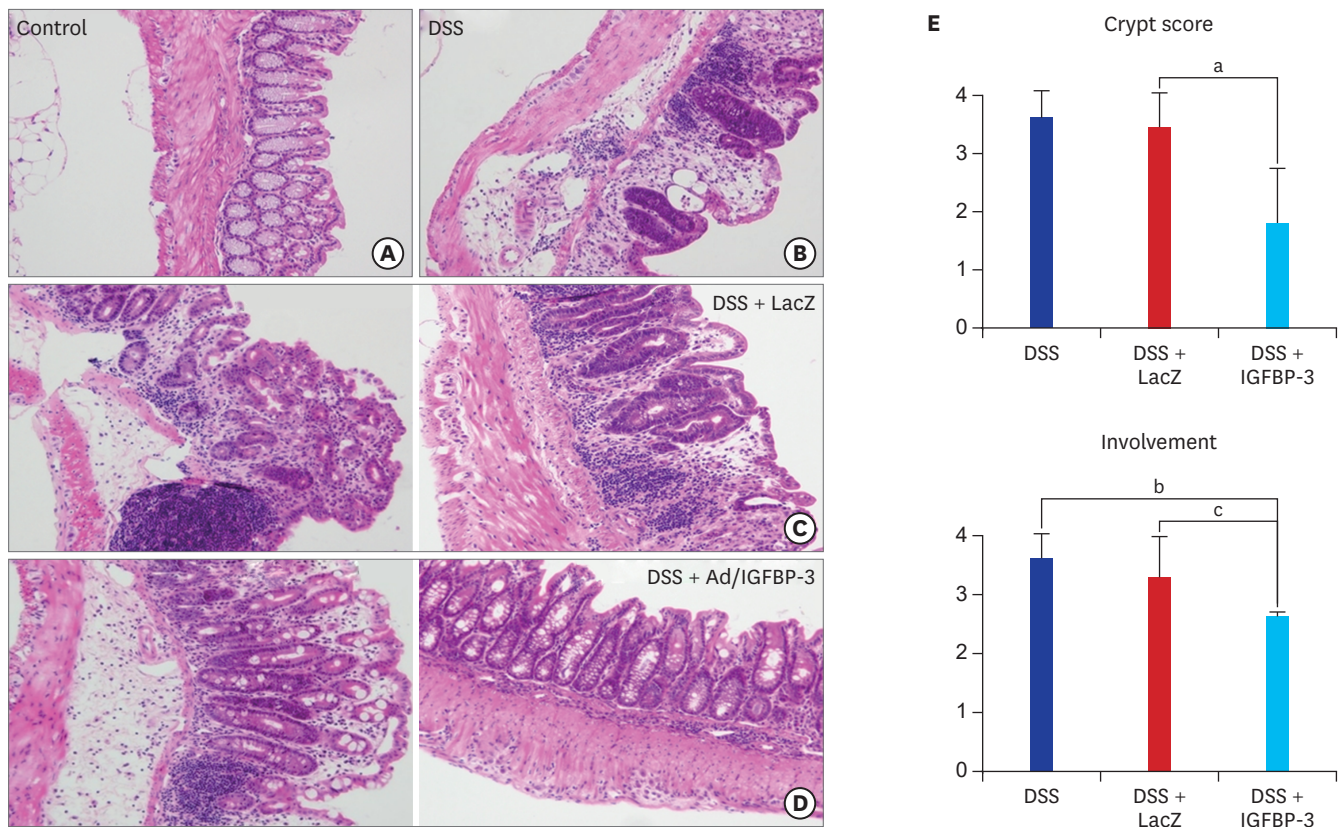 Control
A
DSS
B
DSS + LacZ
C
DSS + Ad/IGFBP-3
D
E
Crypt score
a
4
3
2
1
0
DSS
DSS +
LacZ
DSS +
IGFBP-3
Involvement
b
c
4
3
2
1
0
DSS
DSS +
LacZ
DSS +
IGFBP-3